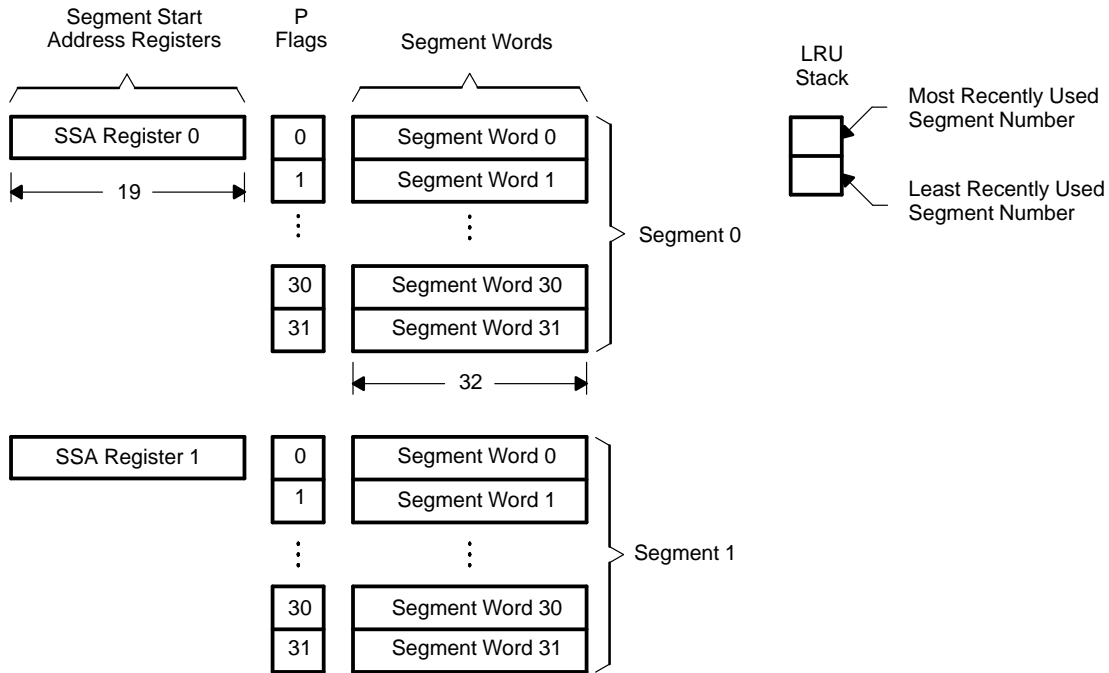 Segment Start
Address Registers
P
Flags
Segment Words
LRU
Stack
Most Recently Used
Segment Number
Least Recently Used
Segment Number
SSA Register 0
0
Segment Word 0
1
Segment Word 1
19
Segment 0
30
Segment Word 30
31
Segment Word 31
32
SSA Register 1
0
Segment Word 0
1
Segment Word 1
Segment 1
30
Segment Word 30
31
Segment Word 31